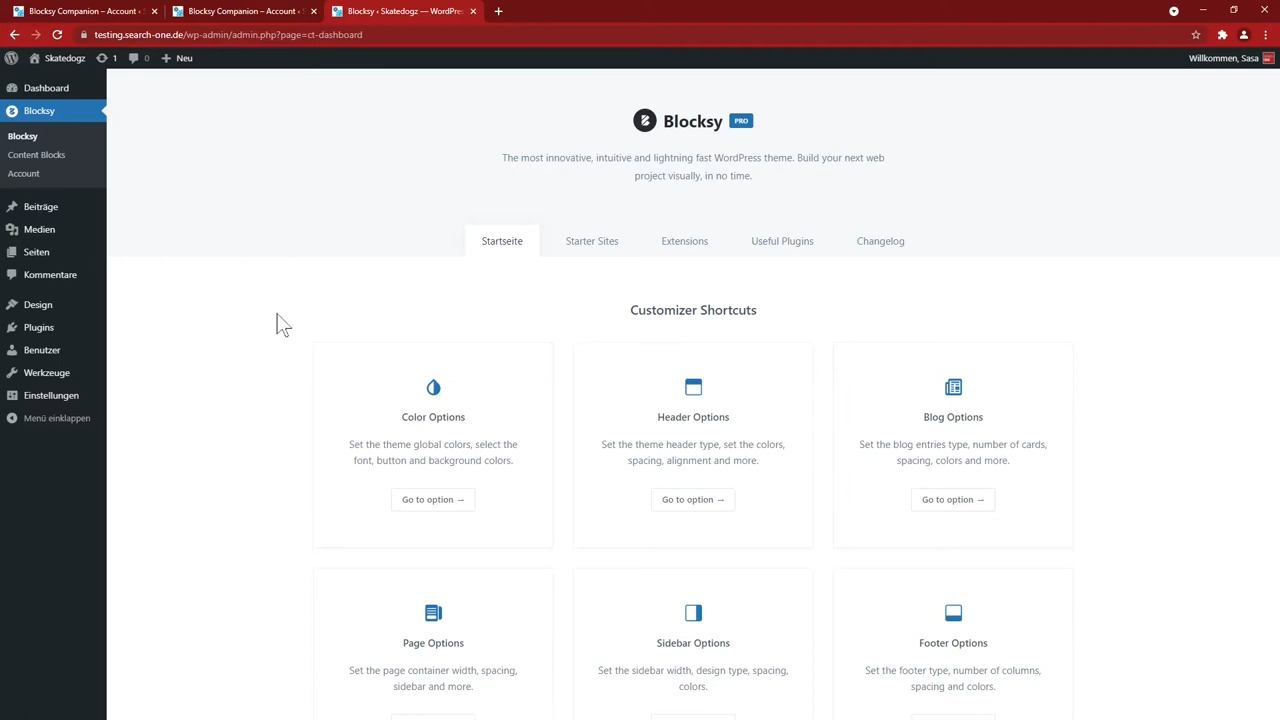 Blocksy Companion – Account ‹
Blocksy Companion – Account ‹
Blocksy ‹ Skatedogz — WordPres
testing.search-one.de/wp-admin/admin.php?page=ct-dashboard
Skatedogz
1
0
Neu
Willkommen, Sasa
Dashboard
Blocksy
Blocksy
Content Blocks
Account
Beiträge
Medien
Seiten
Kommentare
Design
Plugins
Benutzer
Werkzeuge
Einstellungen
Menü einklappen
Blocksy PRO
The most innovative, intuitive and lightning fast WordPress theme. Build your next web
project visually, in no time.
Startseite
Starter Sites
Extensions
Useful Plugins
Changelog
Customizer Shortcuts
Color Options
Set the theme global colors, select the
font, button and background colors.
Go to option →
Header Options
Set the theme header type, set the colors,
spacing, alignment and more.
Go to option →
Blog Options
Set the blog entries type, number of cards,
spacing, colors and more.
Go to option →
Page Options
Set the page container width, spacing,
sidebar and more.
Sidebar Options
Set the sidebar width, design type, spacing,
colors.
Footer Options
Set the footer type, number of columns,
spacing and colors.